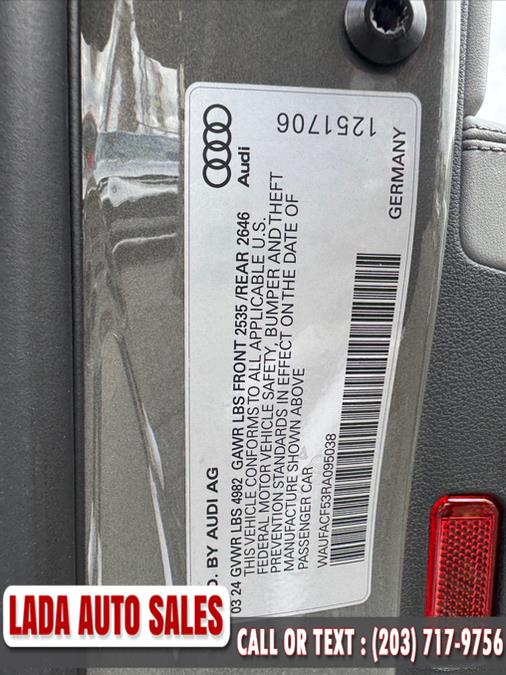 D. BY AUDI AG
Audi
03 24 GVWR LBS 4982 GAWR LBS FRONT 2535 /REAR 2646
THIS VEHICLE CONFORMS TO ALL APPLICABLE U.S.
FEDERAL MOTOR VEHICLE SAFETY, BUMPER AND THEFT
PREVENTION STANDARDS IN EFFECT ON THE DATE OF
MANUFACTURE SHOWN ABOVE
PASSENGER CAR
WAUFACF53RA095038
1251706
GERMANY
LADA AUTO SALES
CALL OR TEXT : (203) 717-9756